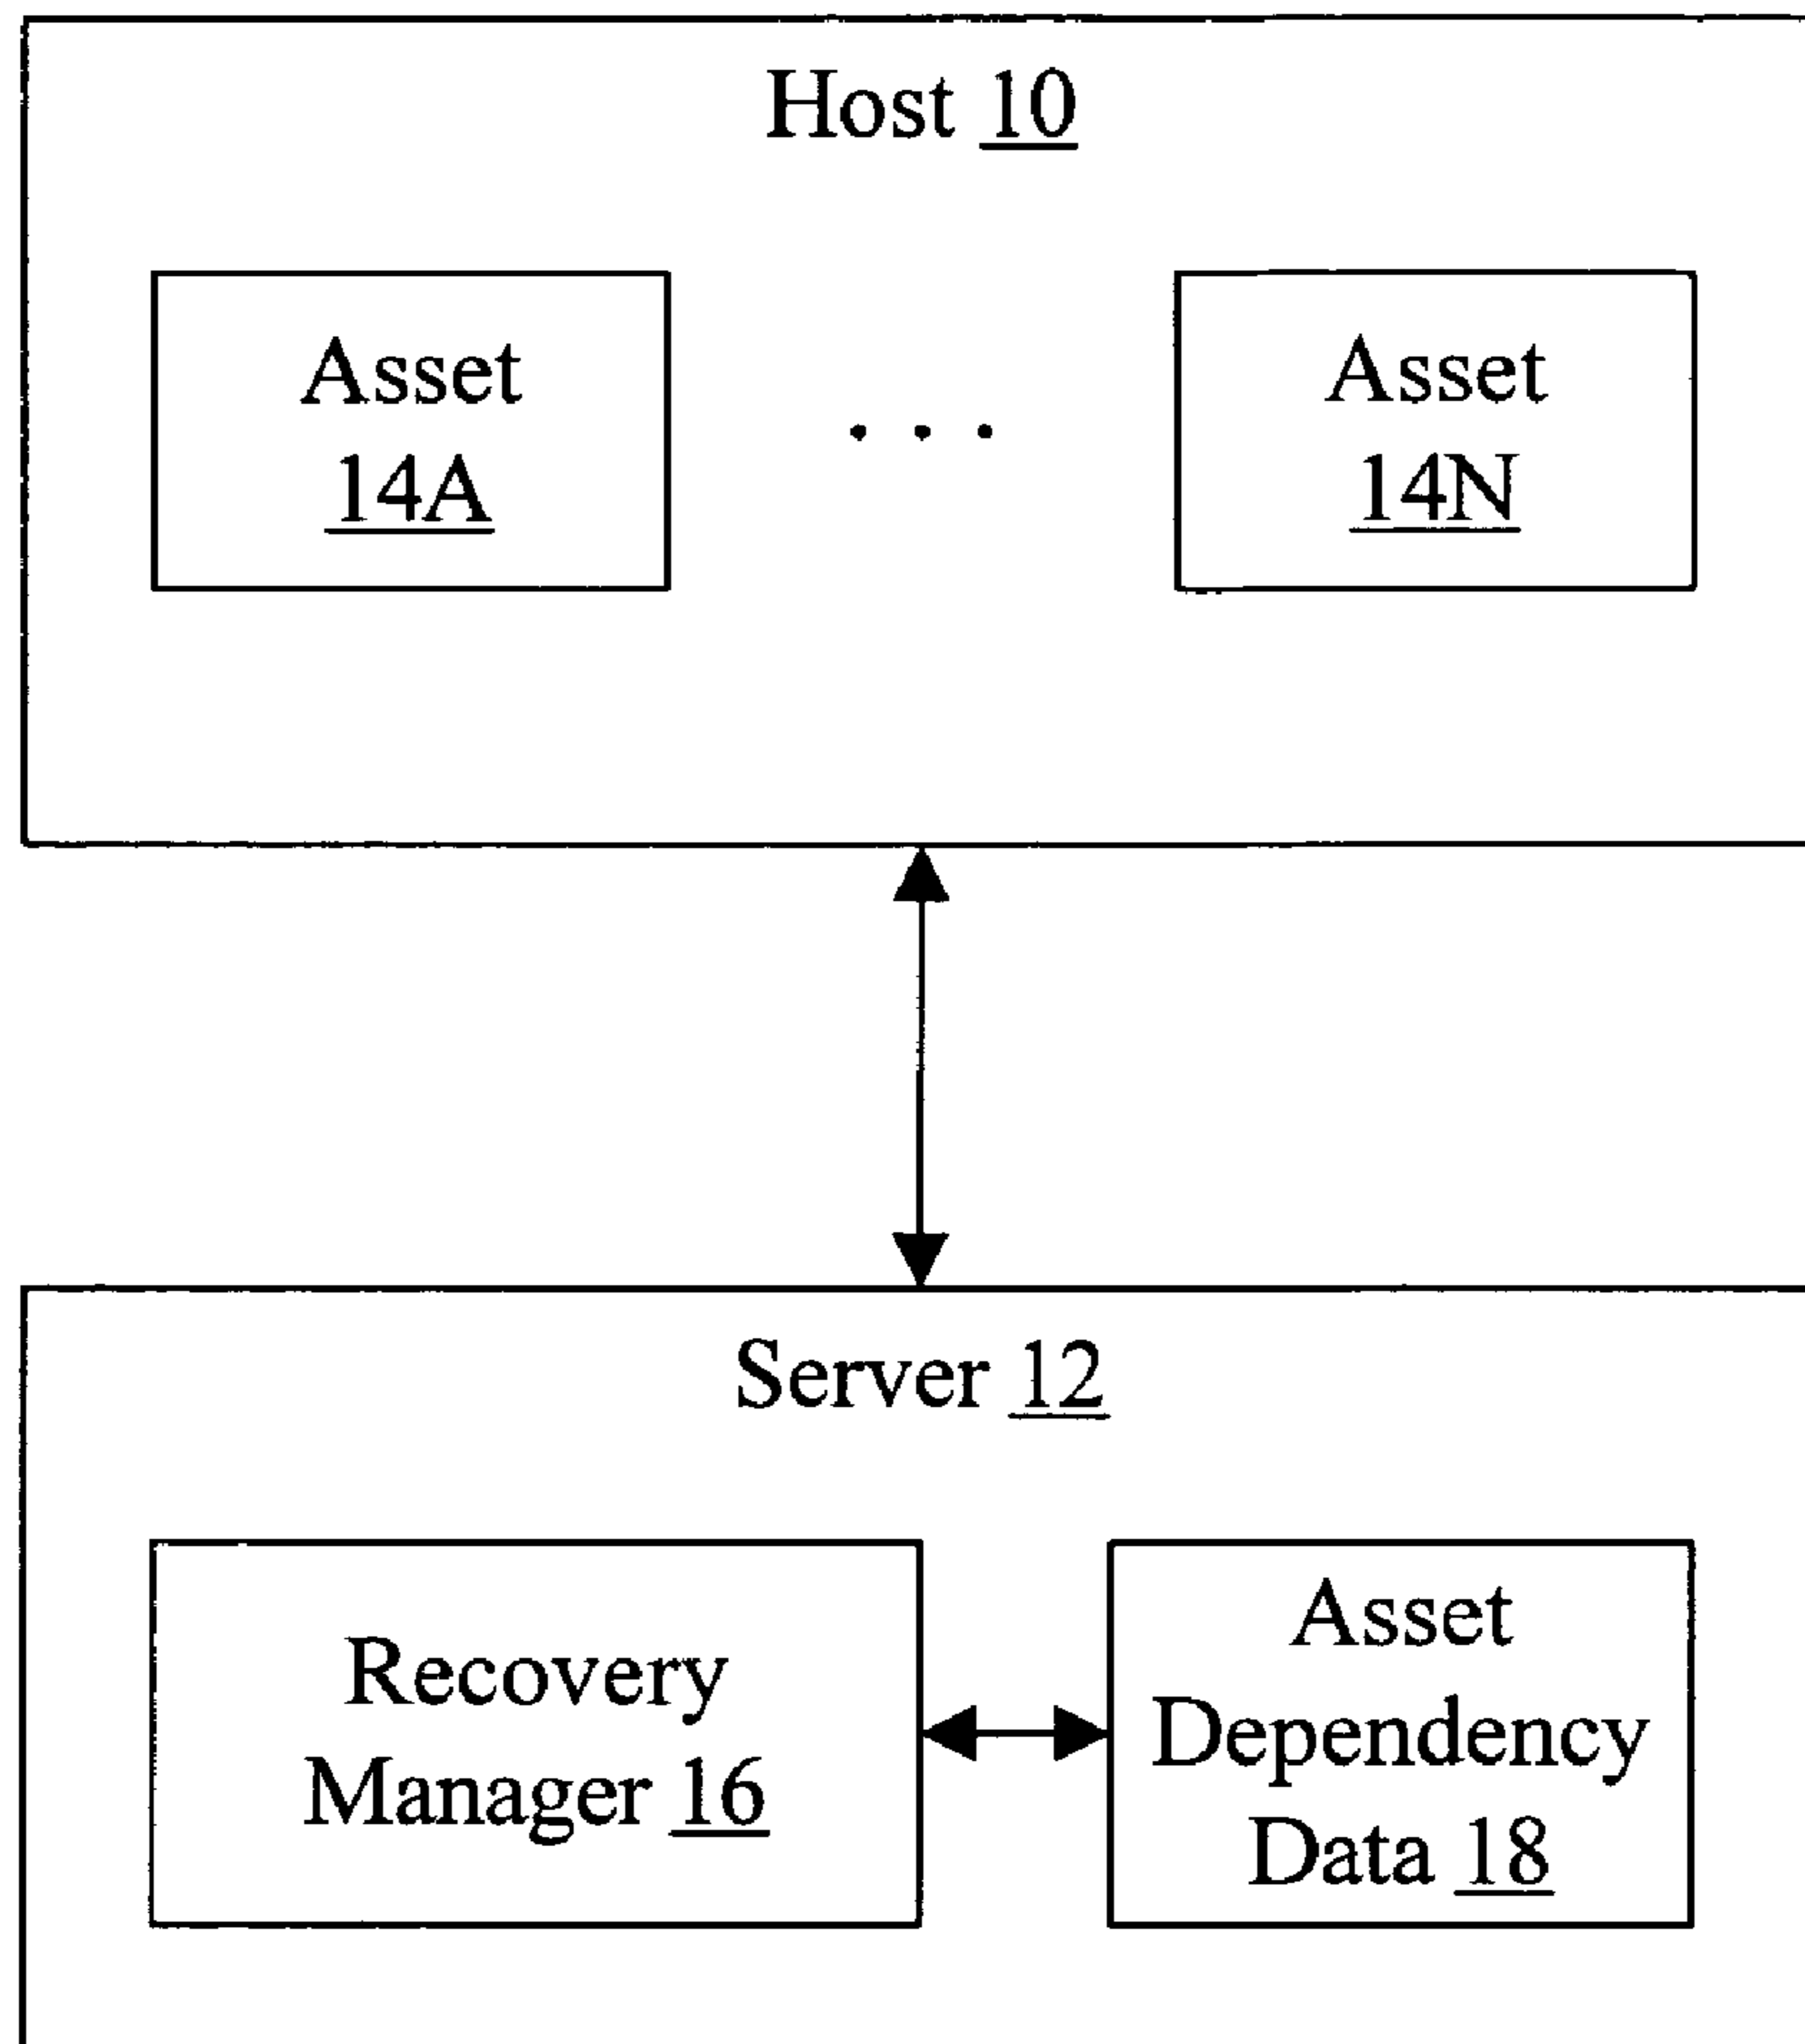 Host 10
Asset
14A
. . .
Asset
14N
Server 12
Recovery
Manager 16
Asset
Dependency
Data 18